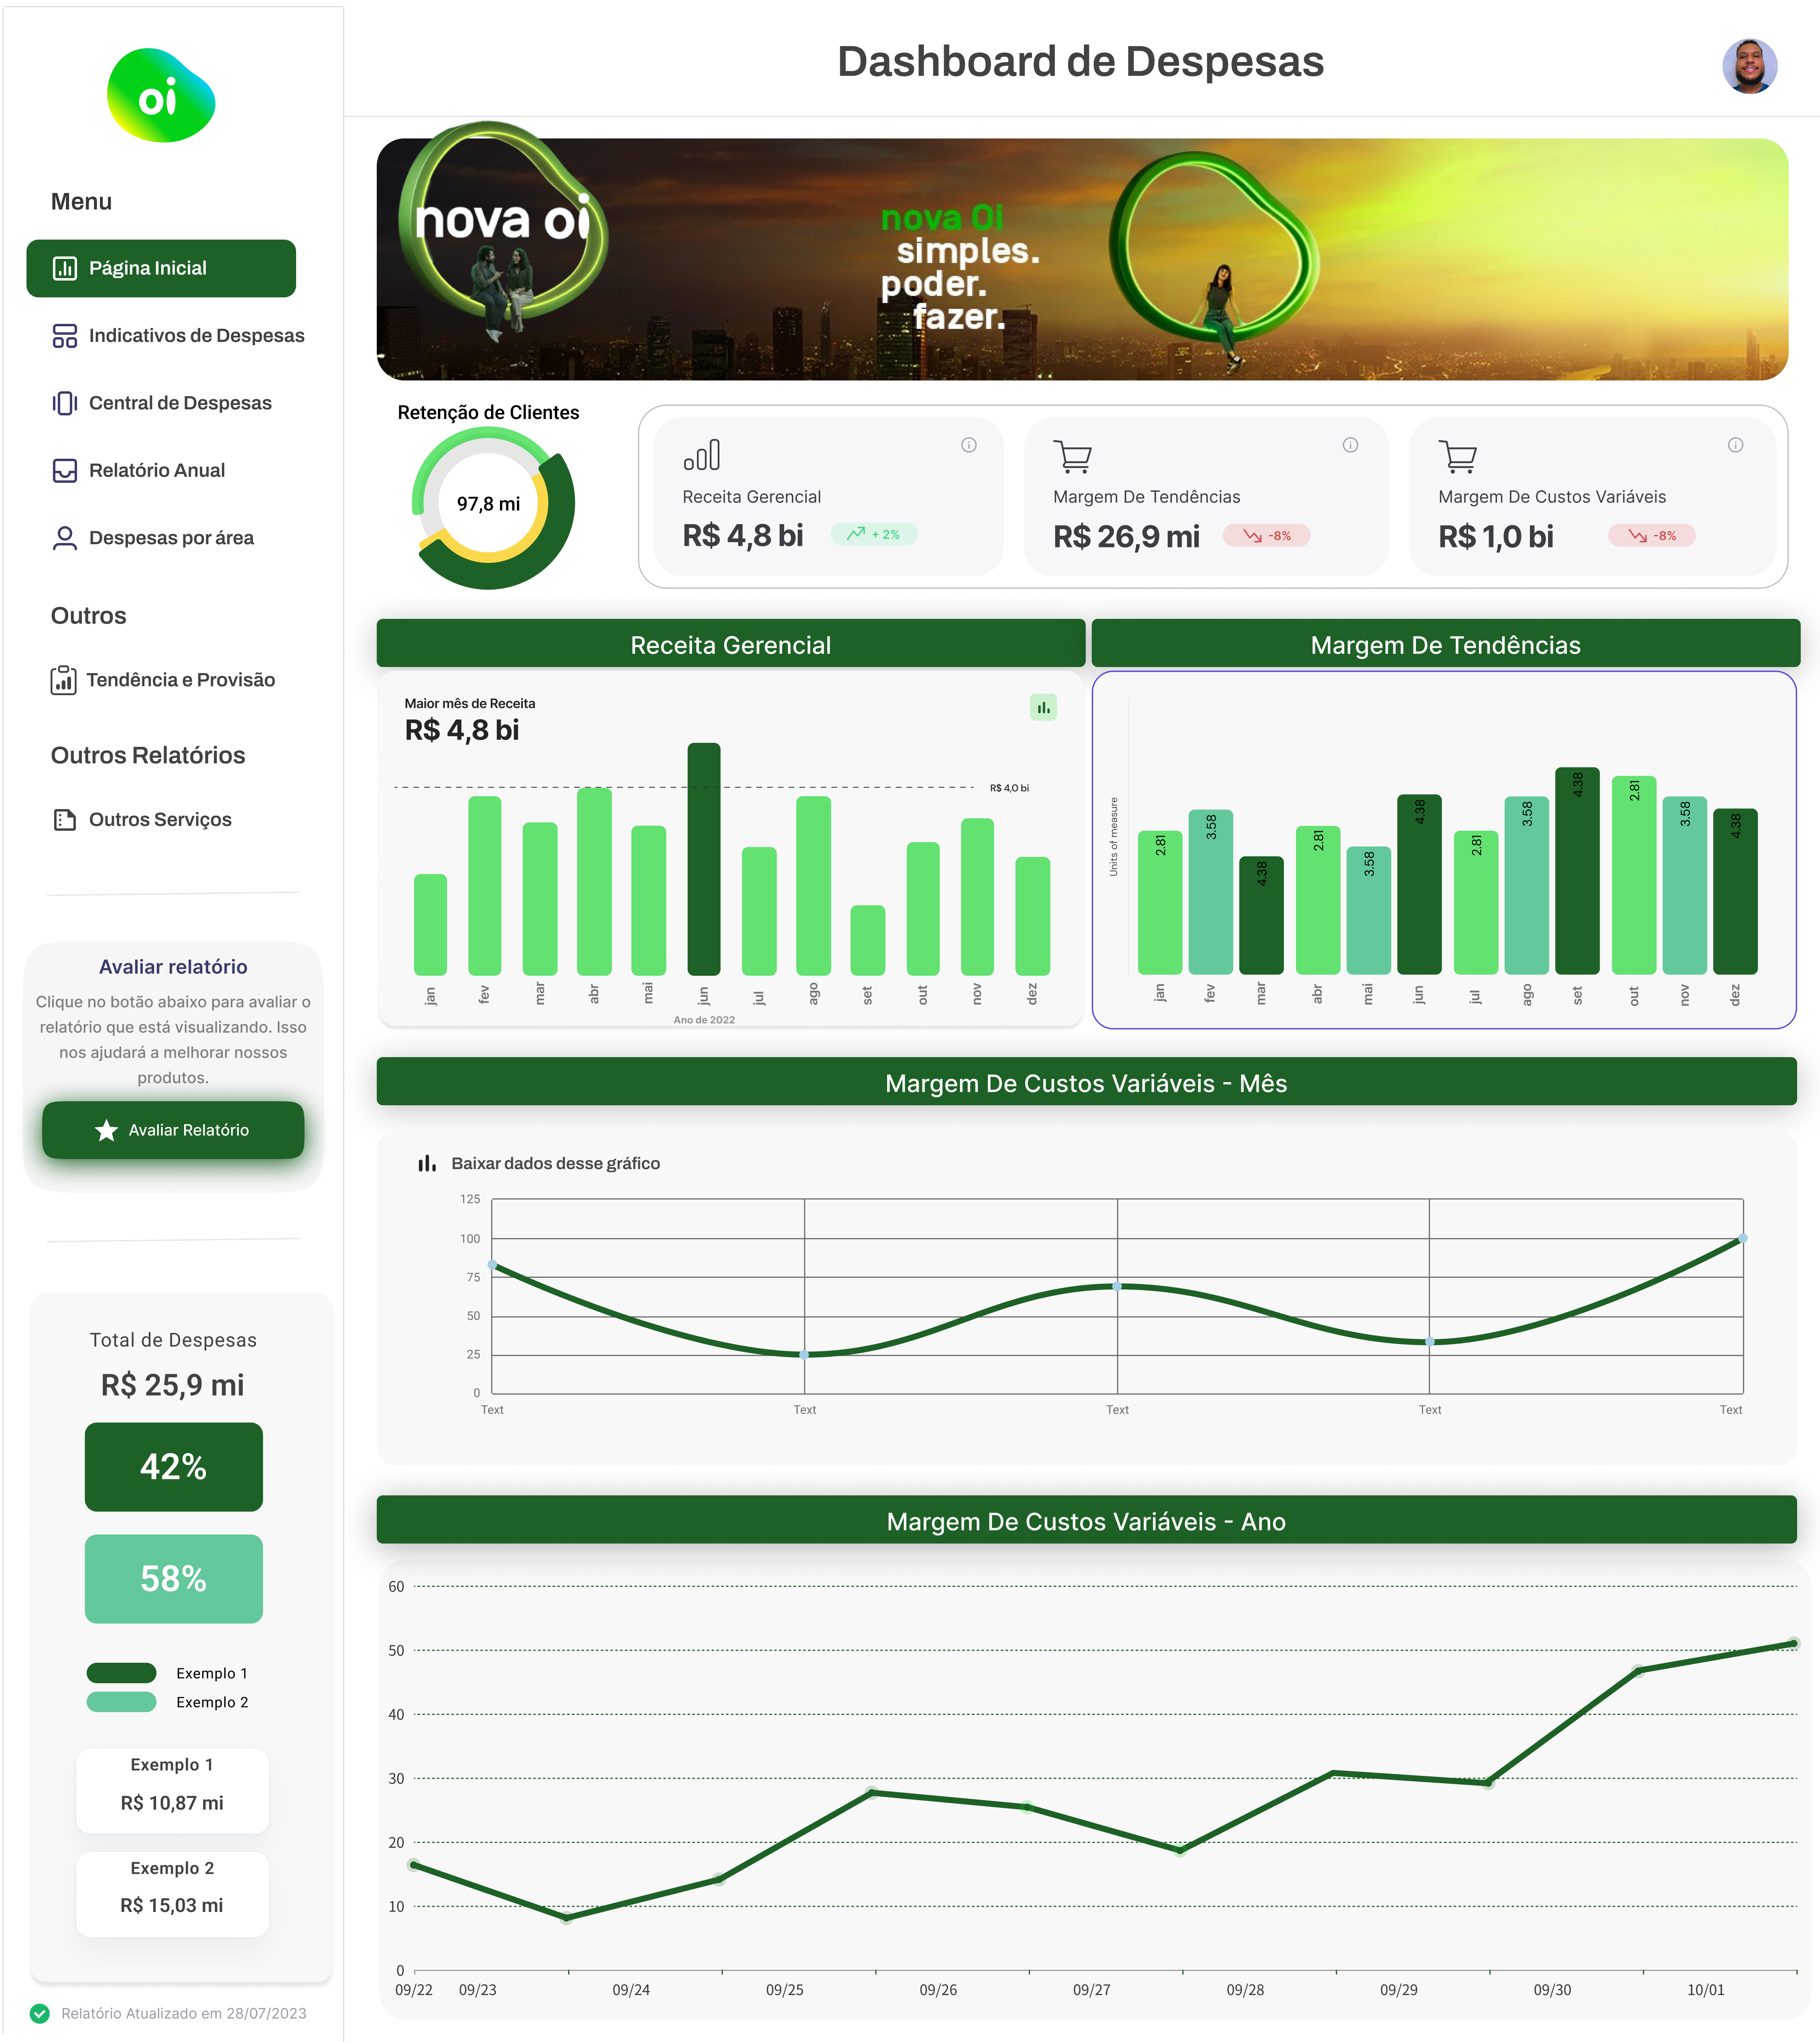 oi
Menu
Página Inicial
Indicativos de Despesas
Central de Despesas
Relatório Anual
Despesas por área
Outros
Tendência e Provisão
Outros Relatórios
Outros Serviços
Avaliar relatório
Clique no botão abaixo para avaliar o
relatório que está visualizando. Isso
nos ajudará a melhorar nossos
produtos.
Avaliar Relatório
Total de Despesas
R$ 25,9 mi
42%
58%
Exemplo 1
Exemplo 2
Exemplo 1
R$ 10,87 mi
Exemplo 2
R$ 15,03 mi
Relatório Atualizado em 28/07/2023
Dashboard de Despesas
nova oi
nova Oi
simples.
poder.
fazer.
Retenção de Clientes
97,8 mi
Receita Gerencial
R$ 4,8 bi
+ 2%
Margem De Tendências
R$ 26,9 mi
-8%
Margem De Custos Variáveis
R$ 1,0 bi
-8%
Receita Gerencial
Maior mês de Receita
R$ 4,8 bi
R$ 4,0 bi
jan fev mar abr mai jun jul ago set out nov dez
Ano de 2022
Margem De Tendências
Units of measure
2.81 3.58 4.38 2.81 3.58 4.38 2.81 3.58 4.38 2.81 3.58 4.38
jan fev mar abr mai jun jul ago set out nov dez
Margem De Custos Variáveis - Mês
Baixar dados desse gráfico
125
100
75
50
25
0
Text Text Text Text Text
Margem De Custos Variáveis - Ano
60
50
40
30
20
10
0
09/22 09/23 09/24 09/25 09/26 09/27 09/28 09/29 09/30 10/01